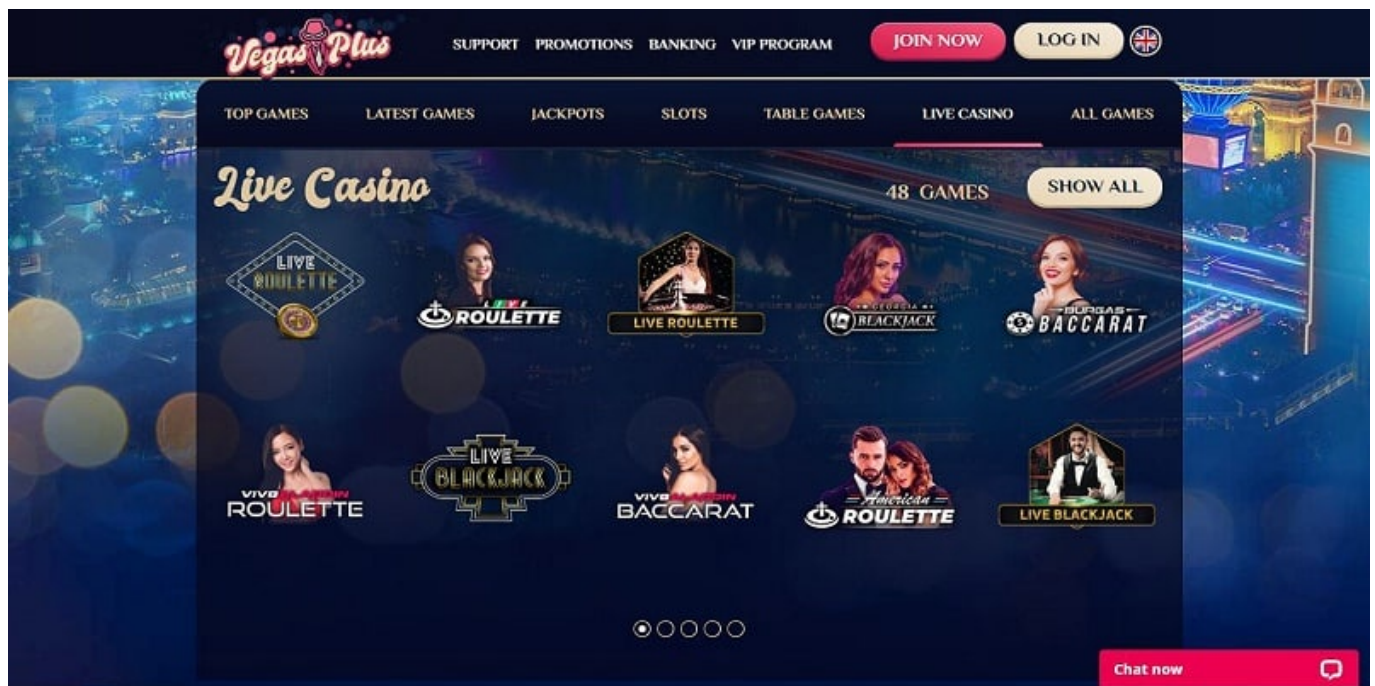 Vegas Plus
SUPPORT PROMOTIONS BANKING VIP PROGRAM JOIN NOW LOG IN
TOP GAMES LATEST GAMES JACKPOTS SLOTS TABLE GAMES LIVE CASINO ALL GAMES
Live Casino 48 GAMES SHOW ALL
LIVE
ROULETTE
LIVE
ROULETTE
LIVE ROULETTE
GEORGIA
BLACKJACK
BURGAS
BACCARAT
VIVO ALADDIN
ROULETTE
LIVE
BLACKJACK
VIVO ALADDIN
BACCARAT
American
ROULETTE
LIVE BLACKJACK
Chat now